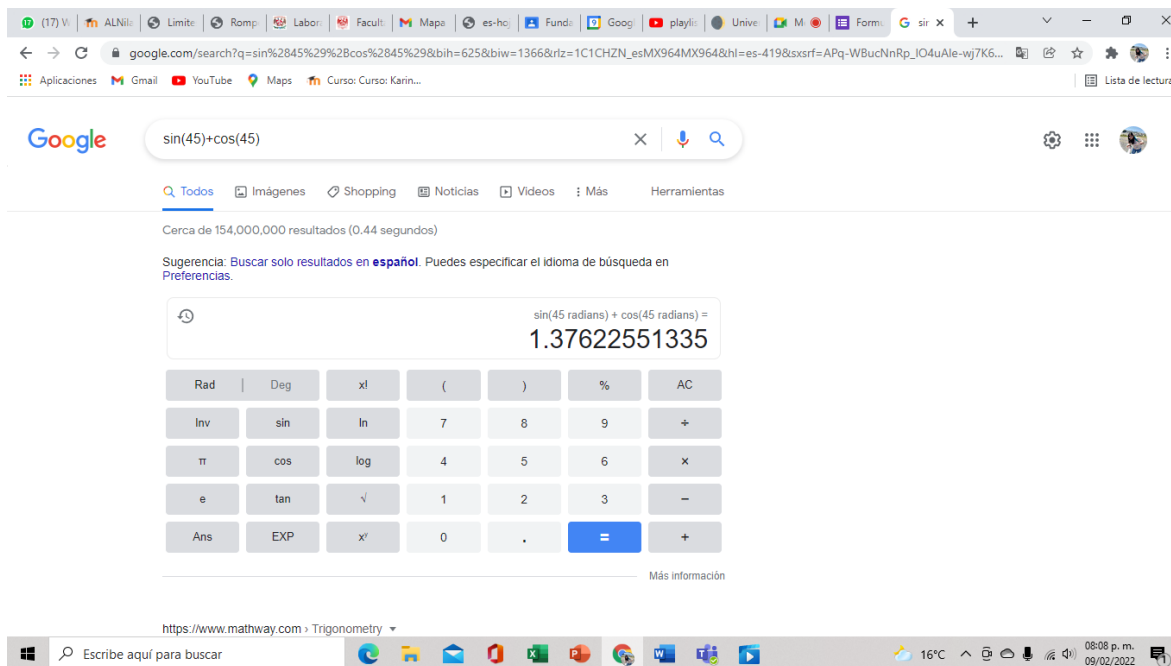 (17) W ALNila Limite Romp Labora Faculta Mapa es-hoj Funda Goog playlis Univer M Formu sir
google.com/search?q=sin%2845%29%2Bcos%2845%29&bih=625&biw=1366&rlz=1C1CHZN_esMX964MX964&hl=es-419&sxsrf=APq-WBucNnRp_lO4uAle-wj7K6...
Aplicaciones Gmail YouTube Maps Curso: Curso: Karin... Lista de lectura
Google sin(45)+cos(45)
Todos Imágenes Shopping Noticias Videos Más Herramientas
Cerca de 154,000,000 resultados (0.44 segundos)
Sugerencia: Buscar solo resultados en español. Puedes especificar el idioma de búsqueda en
Preferencias.
sin(45 radians) + cos(45 radians) =
1.37622551335
Rad | Deg x! ( ) % AC
Inv sin ln 7 8 9 ÷
π cos log 4 5 6 ×
e tan √ 1 2 3 −
Ans EXP xʸ 0 . = +
Más información
https://www.mathway.com › Trigonometry
Escribe aquí para buscar 16°C 08:08 p. m.
09/02/2022